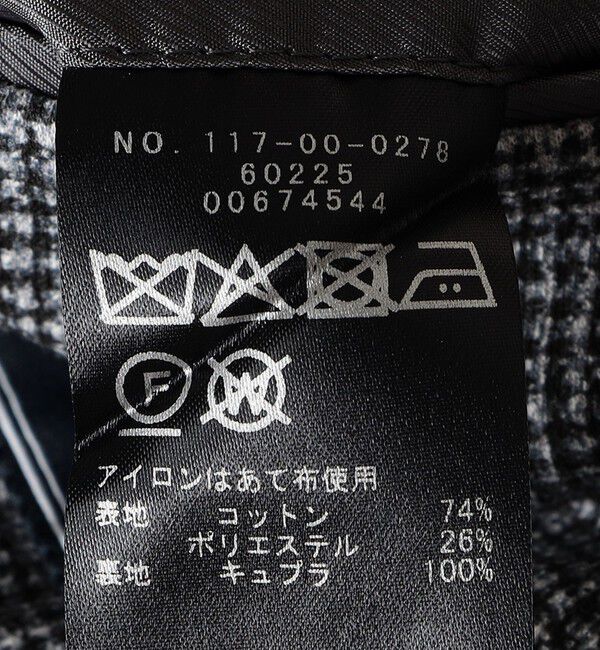 NO. 117-00-0278
60225
00674544
F W
アイロンはあて布使用
表地 コットン 74%
ポリエステル 26%
裏地 キュプラ 100%